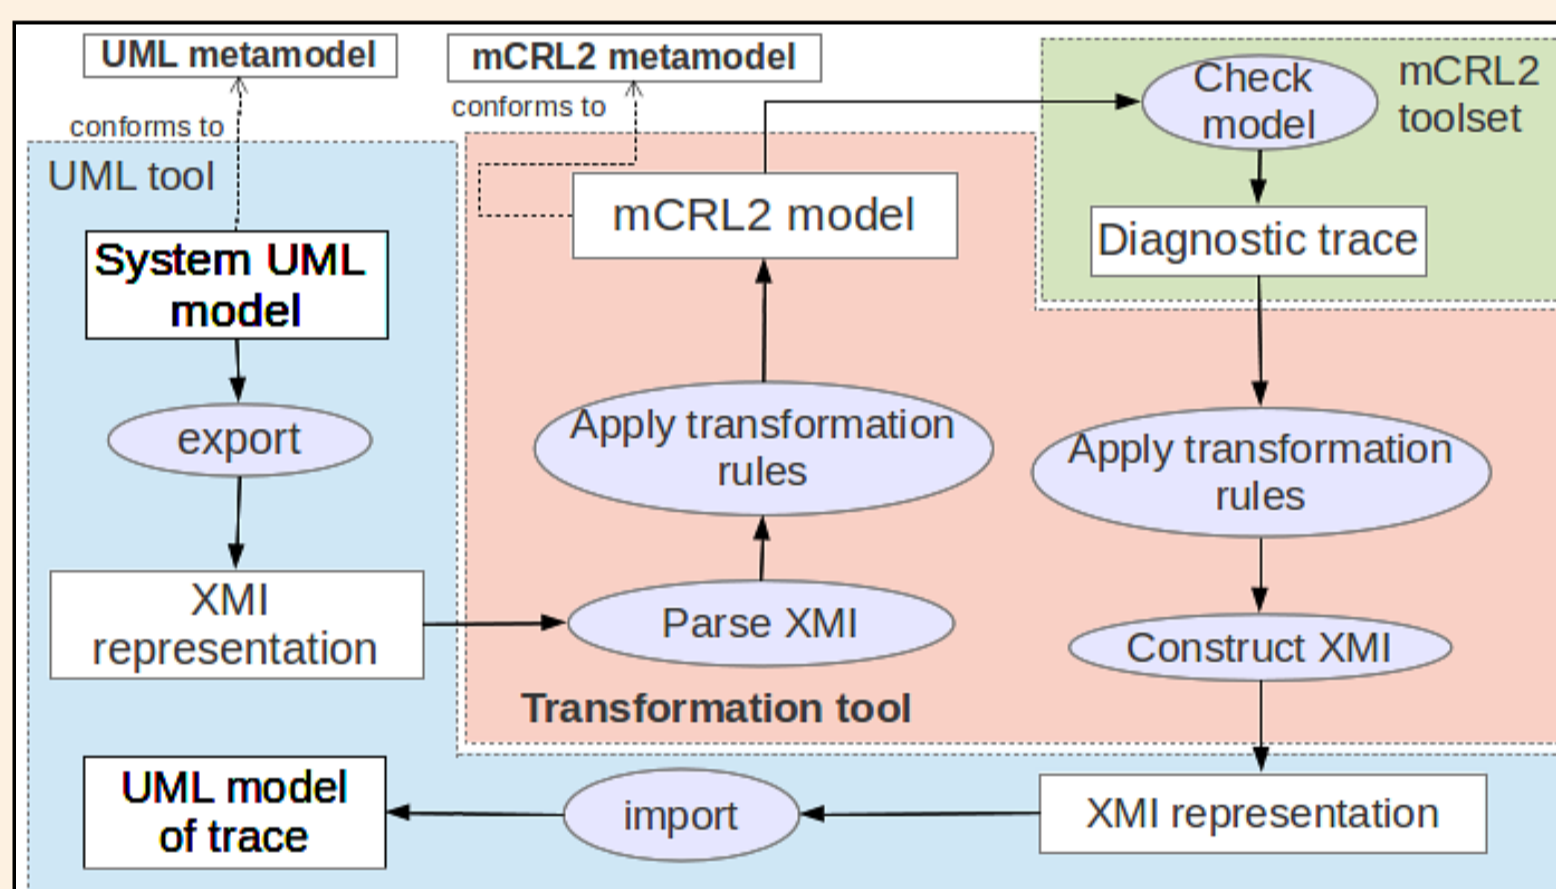 UML metamodel
mCRL2 metamodel
conforms to
conforms to
Check
model
mCRL2
toolset
UML tool
System UML
model
mCRL2 model
Diagnostic trace
export
Apply transformation
rules
Apply transformation
rules
XMI
representation
Parse XMI
Construct XMI
Transformation tool
UML model
of trace
import
XMI representation